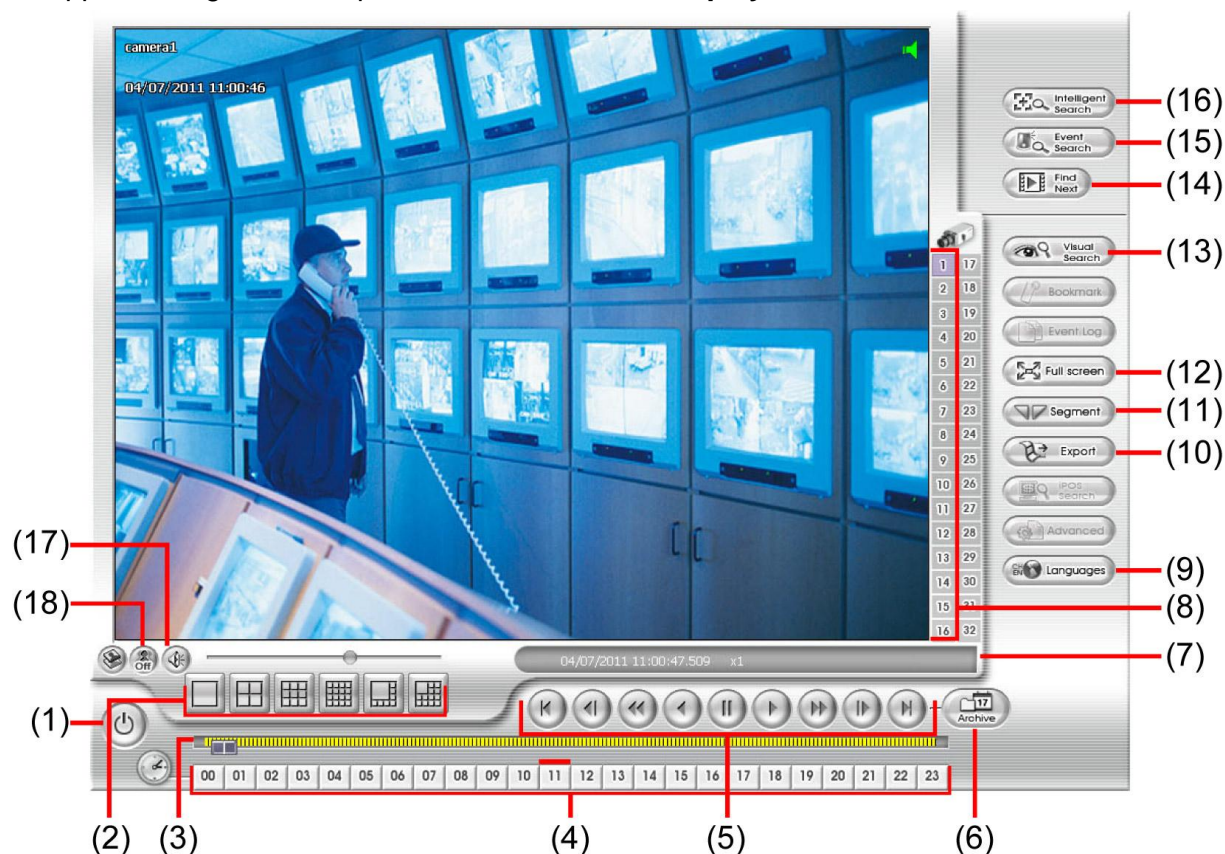 camera1
04/07/2011 11:00:46
Intelligent Search (16)
Event Search (15)
Find Next (14)
Visual Search (13)
Bookmark
Event Log
Full screen (12)
Segment (11)
Export (10)
iPOS Search
Advanced
CH EN Languages (9)
(8)
1 17
2 18
3 19
4 20
5 21
6 22
7 23
8 24
9 25
10 26
11 27
12 28
13 29
14 30
15 31
16 32
(17)
(18) Off
04/07/2011 11:00:47.509 x1 (7)
(1)
17
Archive
00 01 02 03 04 05 06 07 08 09 10 11 12 13 14 15 16 17 18 19 20 21 22 23
(2) (3) (4) (5) (6)